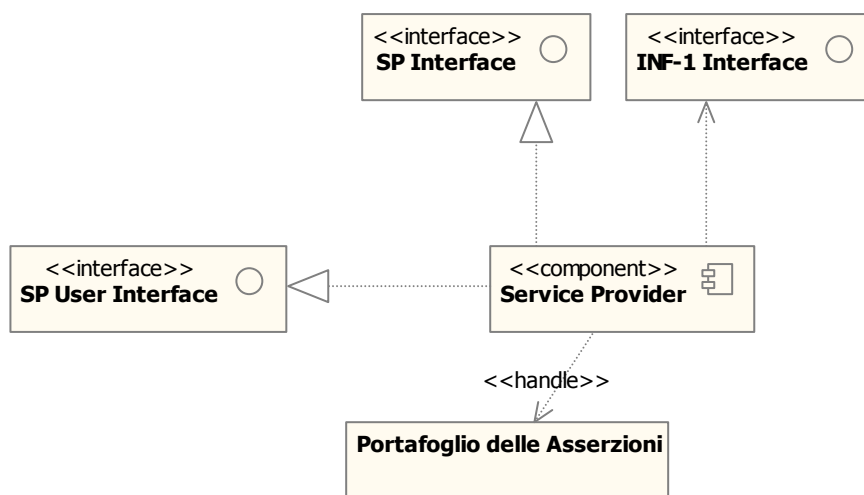 <<interface>>
SP Interface
<<interface>>
INF-1 Interface
<<interface>>
SP User Interface
<<component>>
Service Provider
<<handle>>
Portafoglio delle Asserzioni